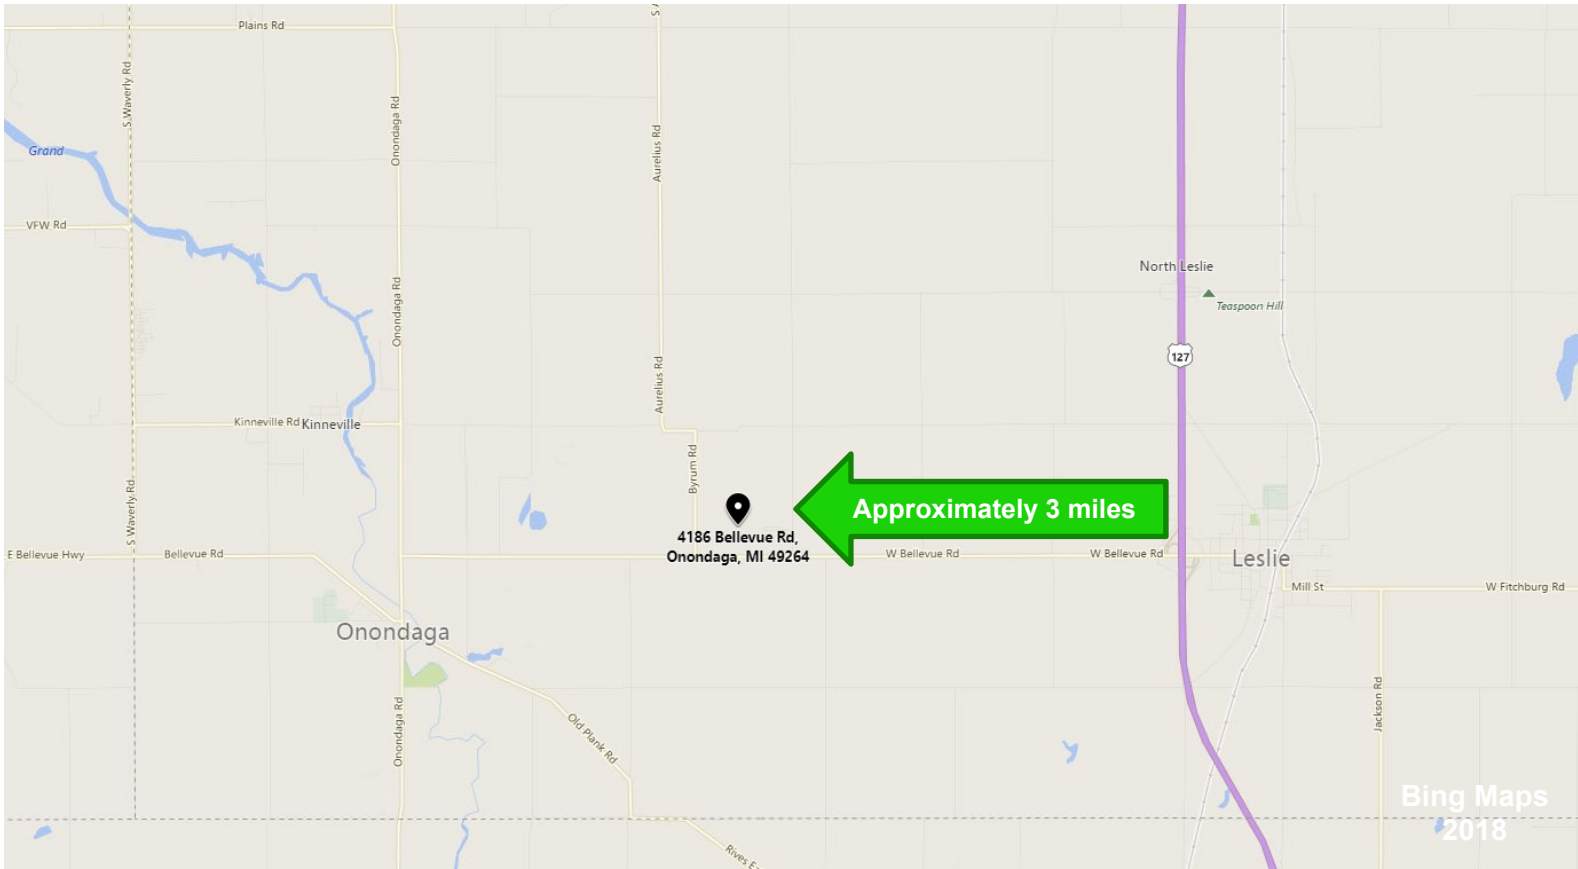 S A
Plains Rd
S Waverly Rd
Onondaga Rd
Aurelius Rd
Grand
VFW Rd
North Leslie
Onondaga Rd
Teaspoon Hill
127
Aurelius Rd
Kinneville Rd
Kinneville
Byrum Rd
S Waverly Rd
Approximately 3 miles
4186 Bellevue Rd,
Onondaga, MI 49264
E Bellevue Hwy
Bellevue Rd
W Bellevue Rd
W Bellevue Rd
Leslie
Mill St
W Fitchburg Rd
Onondaga
Jackson Rd
Onondaga Rd
Old Plank Rd
Bing Maps
2018
Rives E